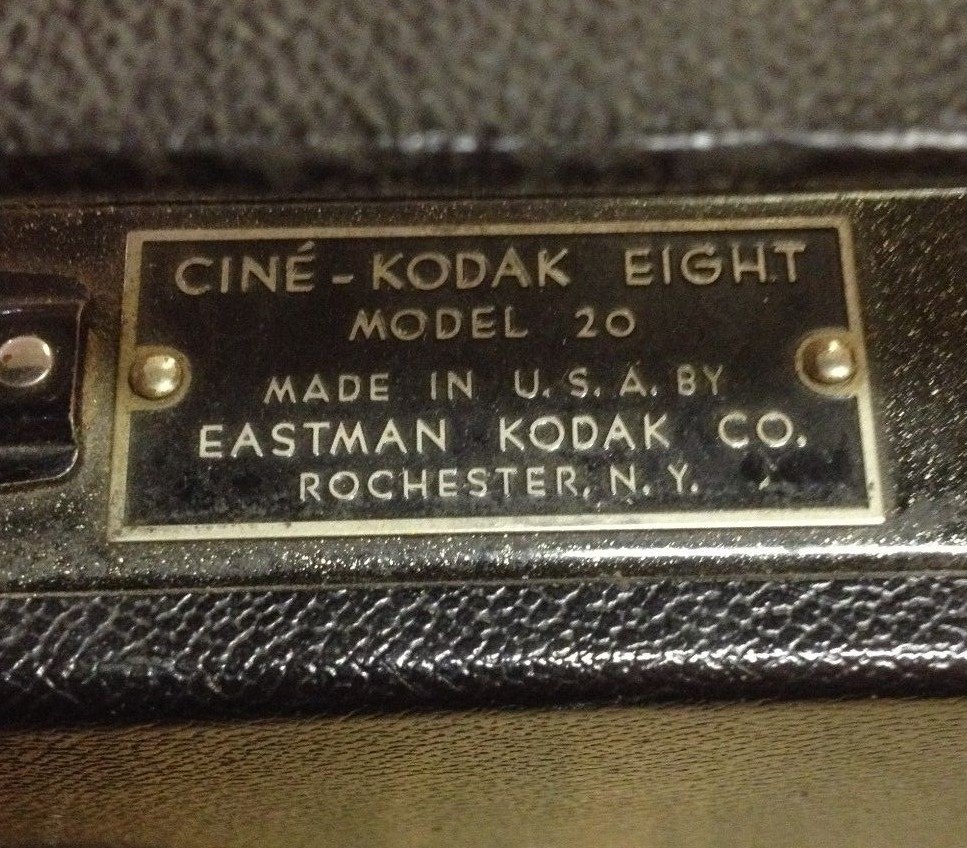 CINÉ-KODAK EIGHT
MODEL 20
MADE IN U.S.A. BY
EASTMAN KODAK CO.
ROCHESTER, N.Y.